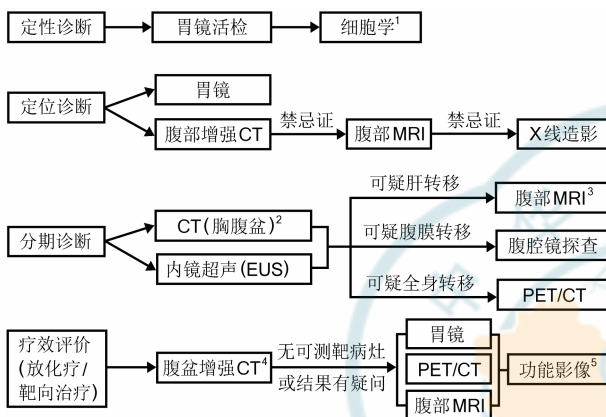 定性诊断 胃镜活检 细胞学1
胃镜
定位诊断
腹部增强CT 禁忌证 腹部MRI 禁忌证 X线造影
可疑肝转移 腹部MRI3
CT(胸腹盆)2
分期诊断 可疑腹膜转移 腹腔镜探查
内镜超声(EUS)
可疑全身转移 PET/CT
疗效评价
(放化疗/
靶向治疗)
腹盆增强CT4
无可测靶病灶
或结果有疑问
胃镜
PET/CT
腹部MRI
功能影像5